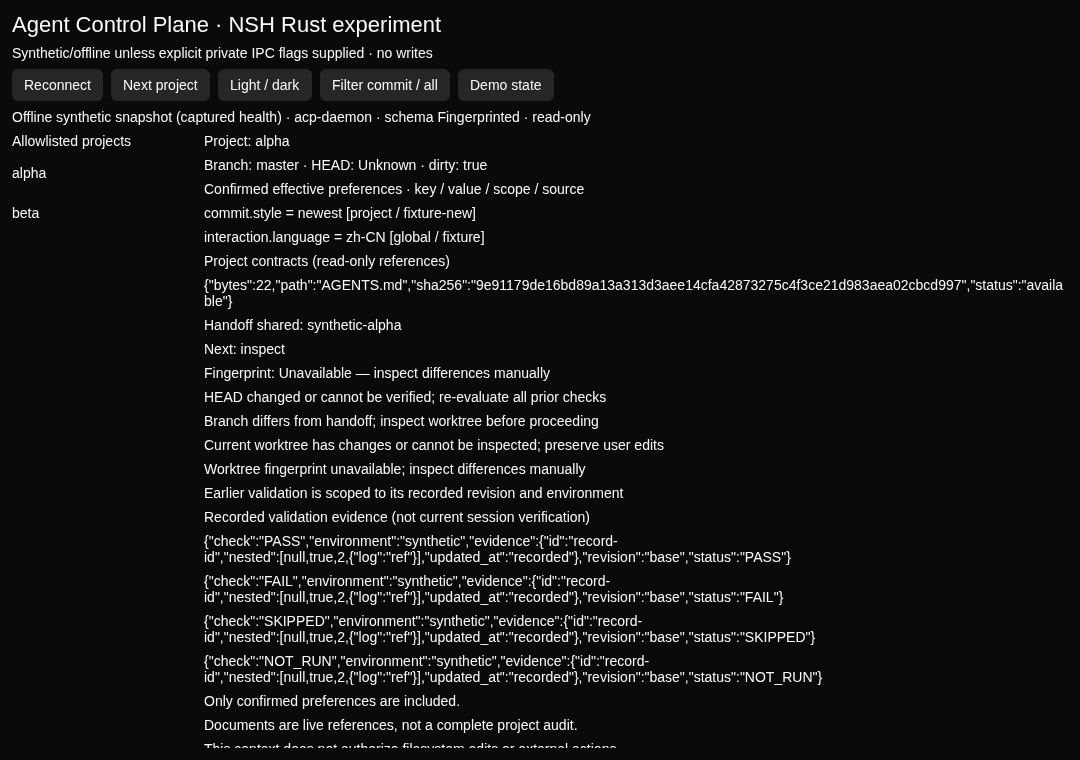 Agent Control Plane · NSH Rust experiment
Synthetic/offline unless explicit private IPC flags supplied · no writes
Reconnect
Next project
Light / dark
Filter commit / all
Demo state
Offline synthetic snapshot (captured health) · acp-daemon · schema Fingerprinted · read-only
Allowlisted projects
alpha
beta
Project: alpha
Branch: master · HEAD: Unknown · dirty: true
Confirmed effective preferences · key / value / scope / source
commit.style = newest [project / fixture-new]
interaction.language = zh-CN [global / fixture]
Project contracts (read-only references)
{"bytes":22,"path":"AGENTS.md","sha256":"9e91179de16bd89a13a313d3aee14cfa42873275c4f3ce21d983aea02cbcd997","status":"availa
ble"}
Handoff shared: synthetic-alpha
Next: inspect
Fingerprint: Unavailable — inspect differences manually
HEAD changed or cannot be verified; re-evaluate all prior checks
Branch differs from handoff; inspect worktree before proceeding
Current worktree has changes or cannot be inspected; preserve user edits
Worktree fingerprint unavailable; inspect differences manually
Earlier validation is scoped to its recorded revision and environment
Recorded validation evidence (not current session verification)
{"check":"PASS","environment":"synthetic","evidence":{"id":"record-
id","nested":[null,true,2,{"log":"ref"}],"updated_at":"recorded"},"revision":"base","status":"PASS"}
{"check":"FAIL","environment":"synthetic","evidence":{"id":"record-
id","nested":[null,true,2,{"log":"ref"}],"updated_at":"recorded"},"revision":"base","status":"FAIL"}
{"check":"SKIPPED","environment":"synthetic","evidence":{"id":"record-
id","nested":[null,true,2,{"log":"ref"}],"updated_at":"recorded"},"revision":"base","status":"SKIPPED"}
{"check":"NOT_RUN","environment":"synthetic","evidence":{"id":"record-
id","nested":[null,true,2,{"log":"ref"}],"updated_at":"recorded"},"revision":"base","status":"NOT_RUN"}
Only confirmed preferences are included.
Documents are live references, not a complete project audit.
This context does not authorize filesystem edits or external actions